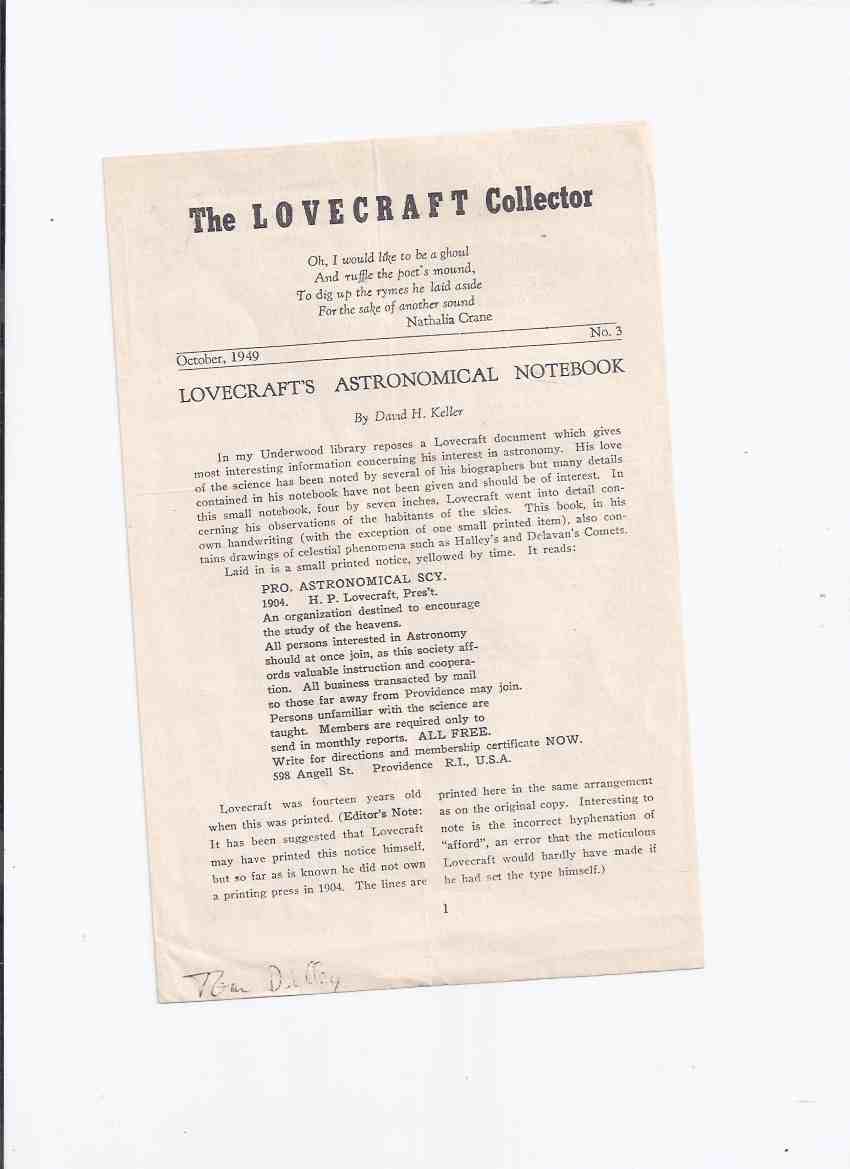 The LOVECRAFT Collector
Oh, I would like to be a ghoul
And ruffle the poet's mound,
To dig up the rymes he laid aside
For the sake of another sound
Nathalia Crane
October, 1949 No. 3
LOVECRAFT'S ASTRONOMICAL NOTEBOOK
By David H. Keller
In my Underwood library reposes a Lovecraft document which gives
most interesting information concerning his interest in astronomy. His love
of the science has been noted by several of his biographers but many details
contained in his notebook have not been given and should be of interest. In
this small notebook, four by seven inches, Lovecraft went into detail con-
cerning his observations of the habitants of the skies. This book, in his
own handwriting (with the exception of one small printed item), also con-
tains drawings of celestial phenomena such as Halley's and Delavan's Comets.
Laid in is a small printed notice, yellowed by time. It reads:
PRO. ASTRONOMICAL SCY.
1904. H. P. Lovecraft, Pres't.
An organization destined to encourage
the study of the heavens.
All persons interested in Astronomy
should at once join, as this society aff-
ords valuable instruction and coopera-
tion. All business transacted by mail
so those far away from Providence may join.
Persons unfamiliar with the science are
taught. Members are required only to
send in monthly reports. ALL FREE.
Write for directions and membership certificate NOW.
598 Angell St. Providence R.I., U.S.A.
Lovecraft was fourteen years old
when this was printed. (Editor's Note:
It has been suggested that Lovecraft
may have printed this notice himself,
but so far as is known he did not own
a printing press in 1904. The lines are
printed here in the same arrangement
as on the original copy. Interesting to
note is the incorrect hyphenation of
"afford", an error that the meticulous
Lovecraft would hardly have made if
he had set the type himself.)
1